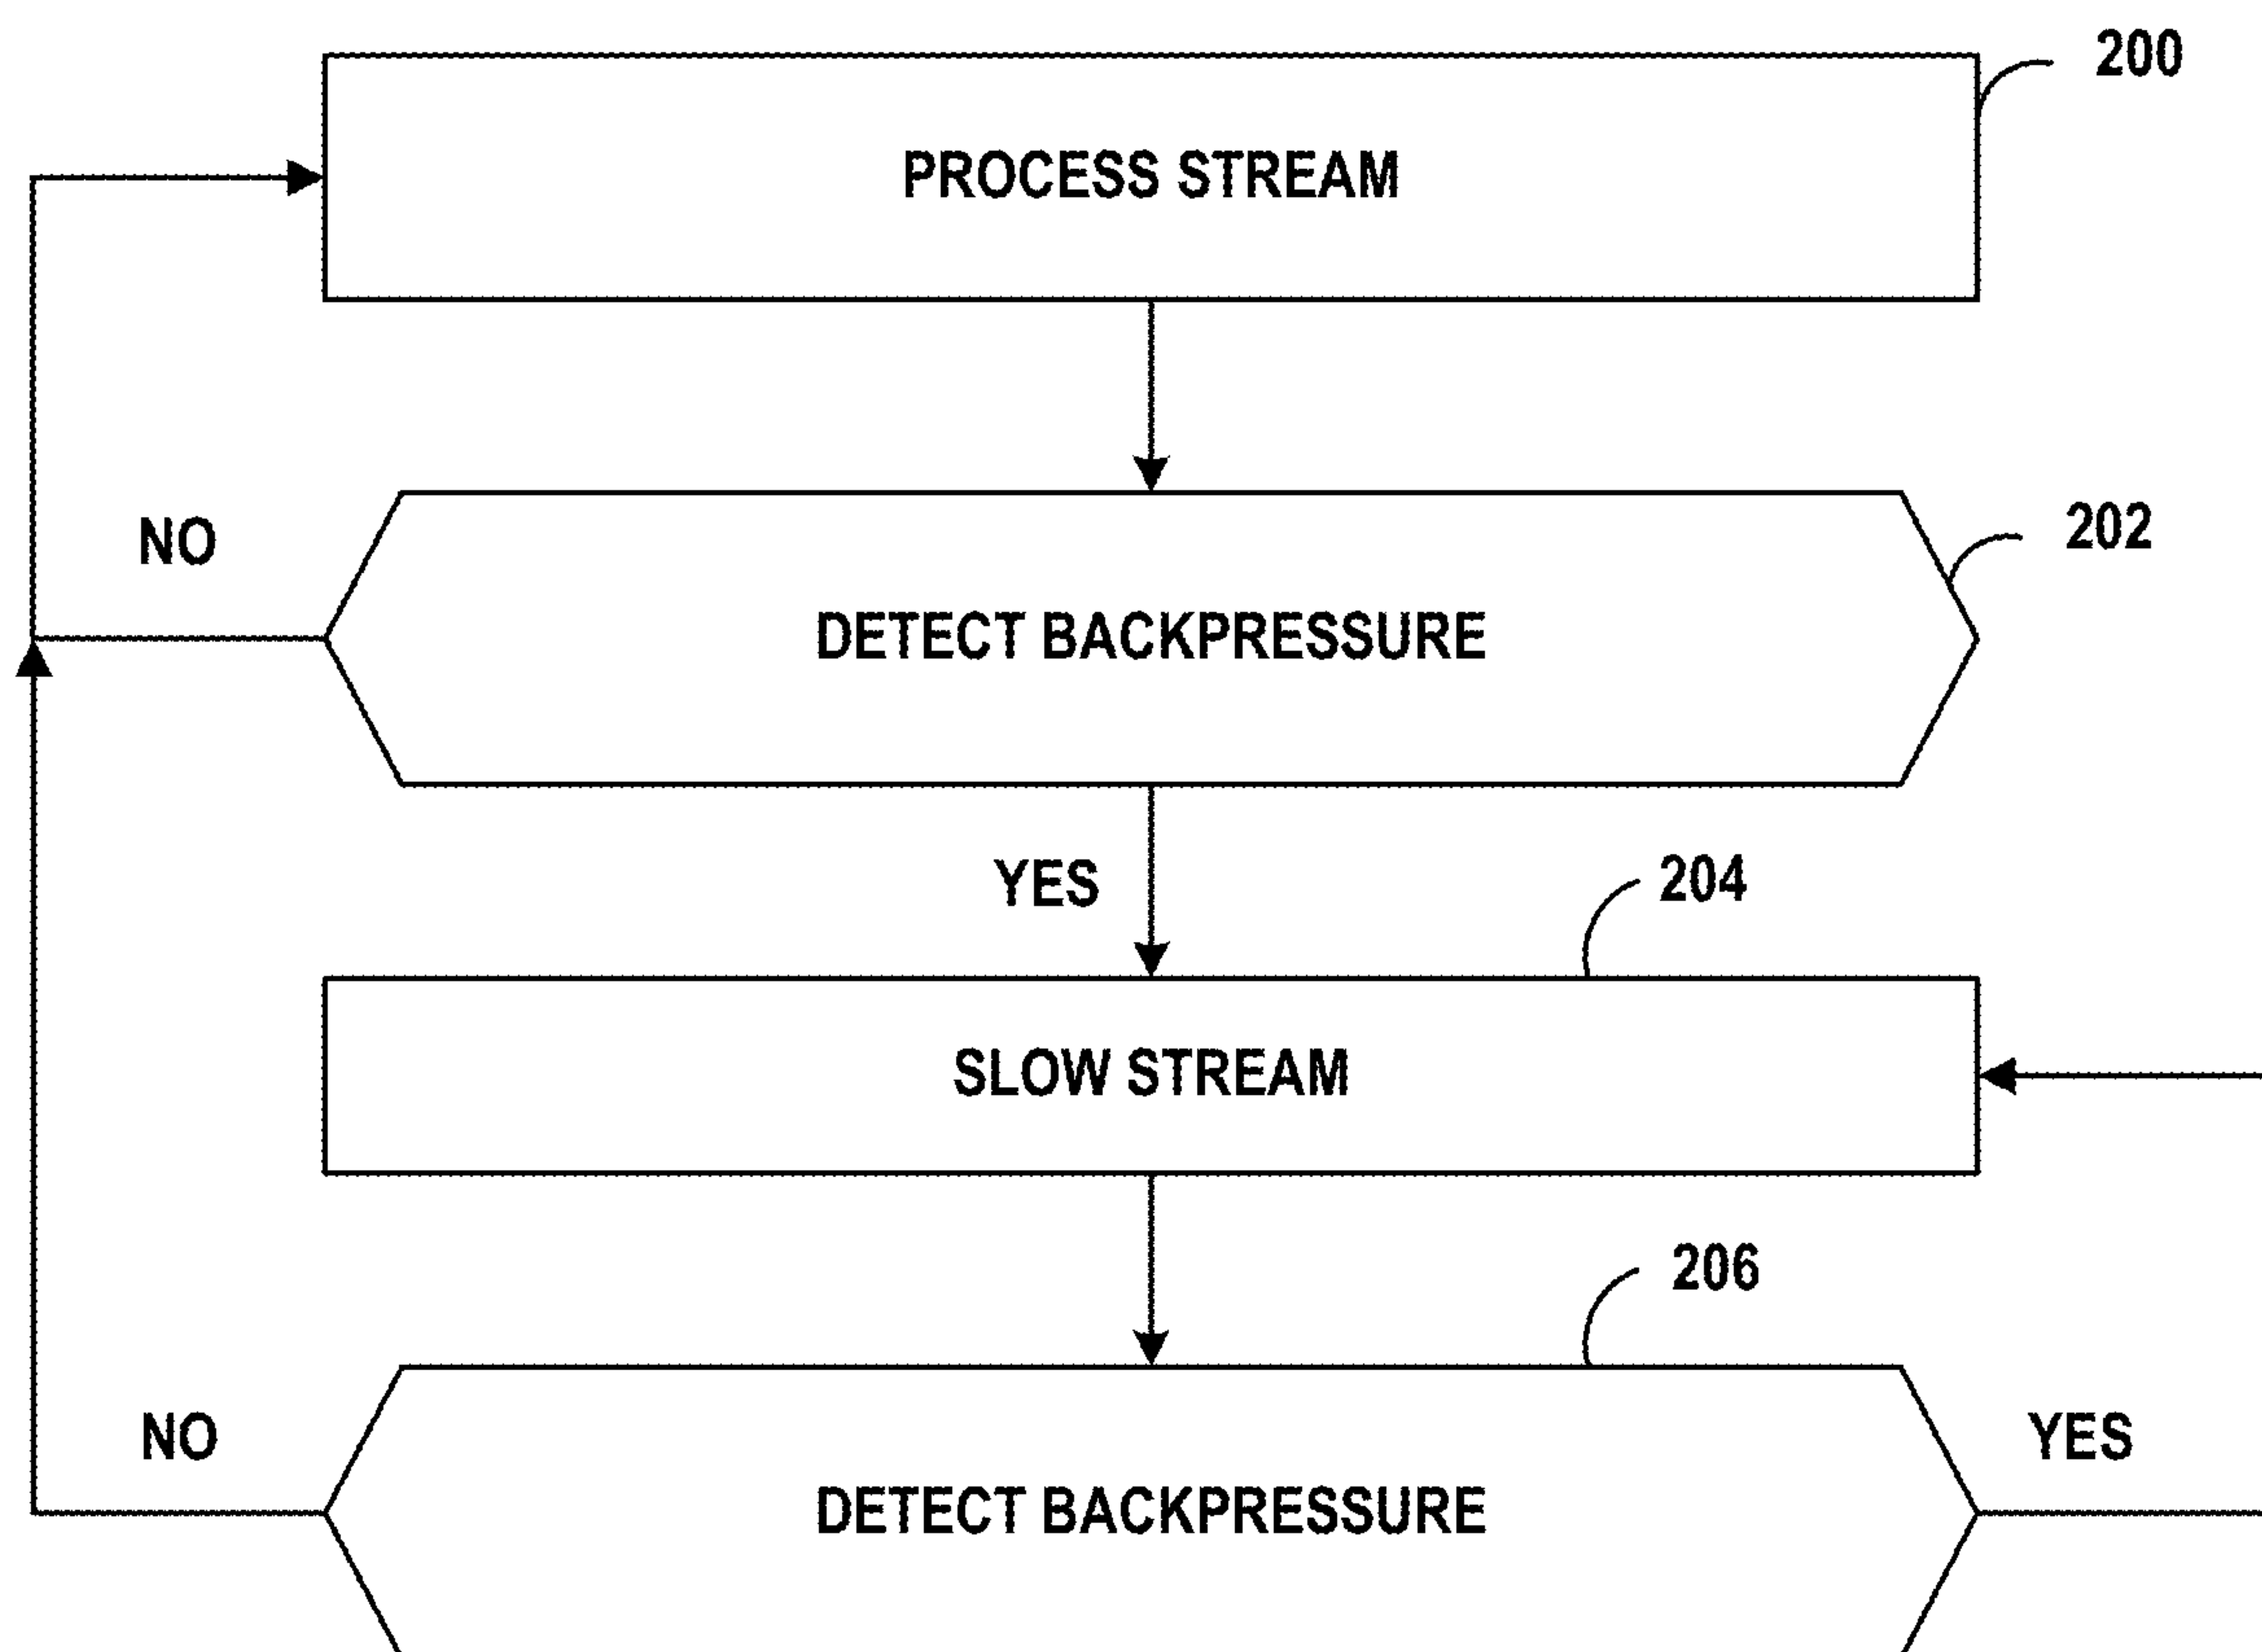 200
PROCESS STREAM
202
NO
DETECT BACKPRESSURE
YES
204
SLOW STREAM
206
NO
YES
DETECT BACKPRESSURE